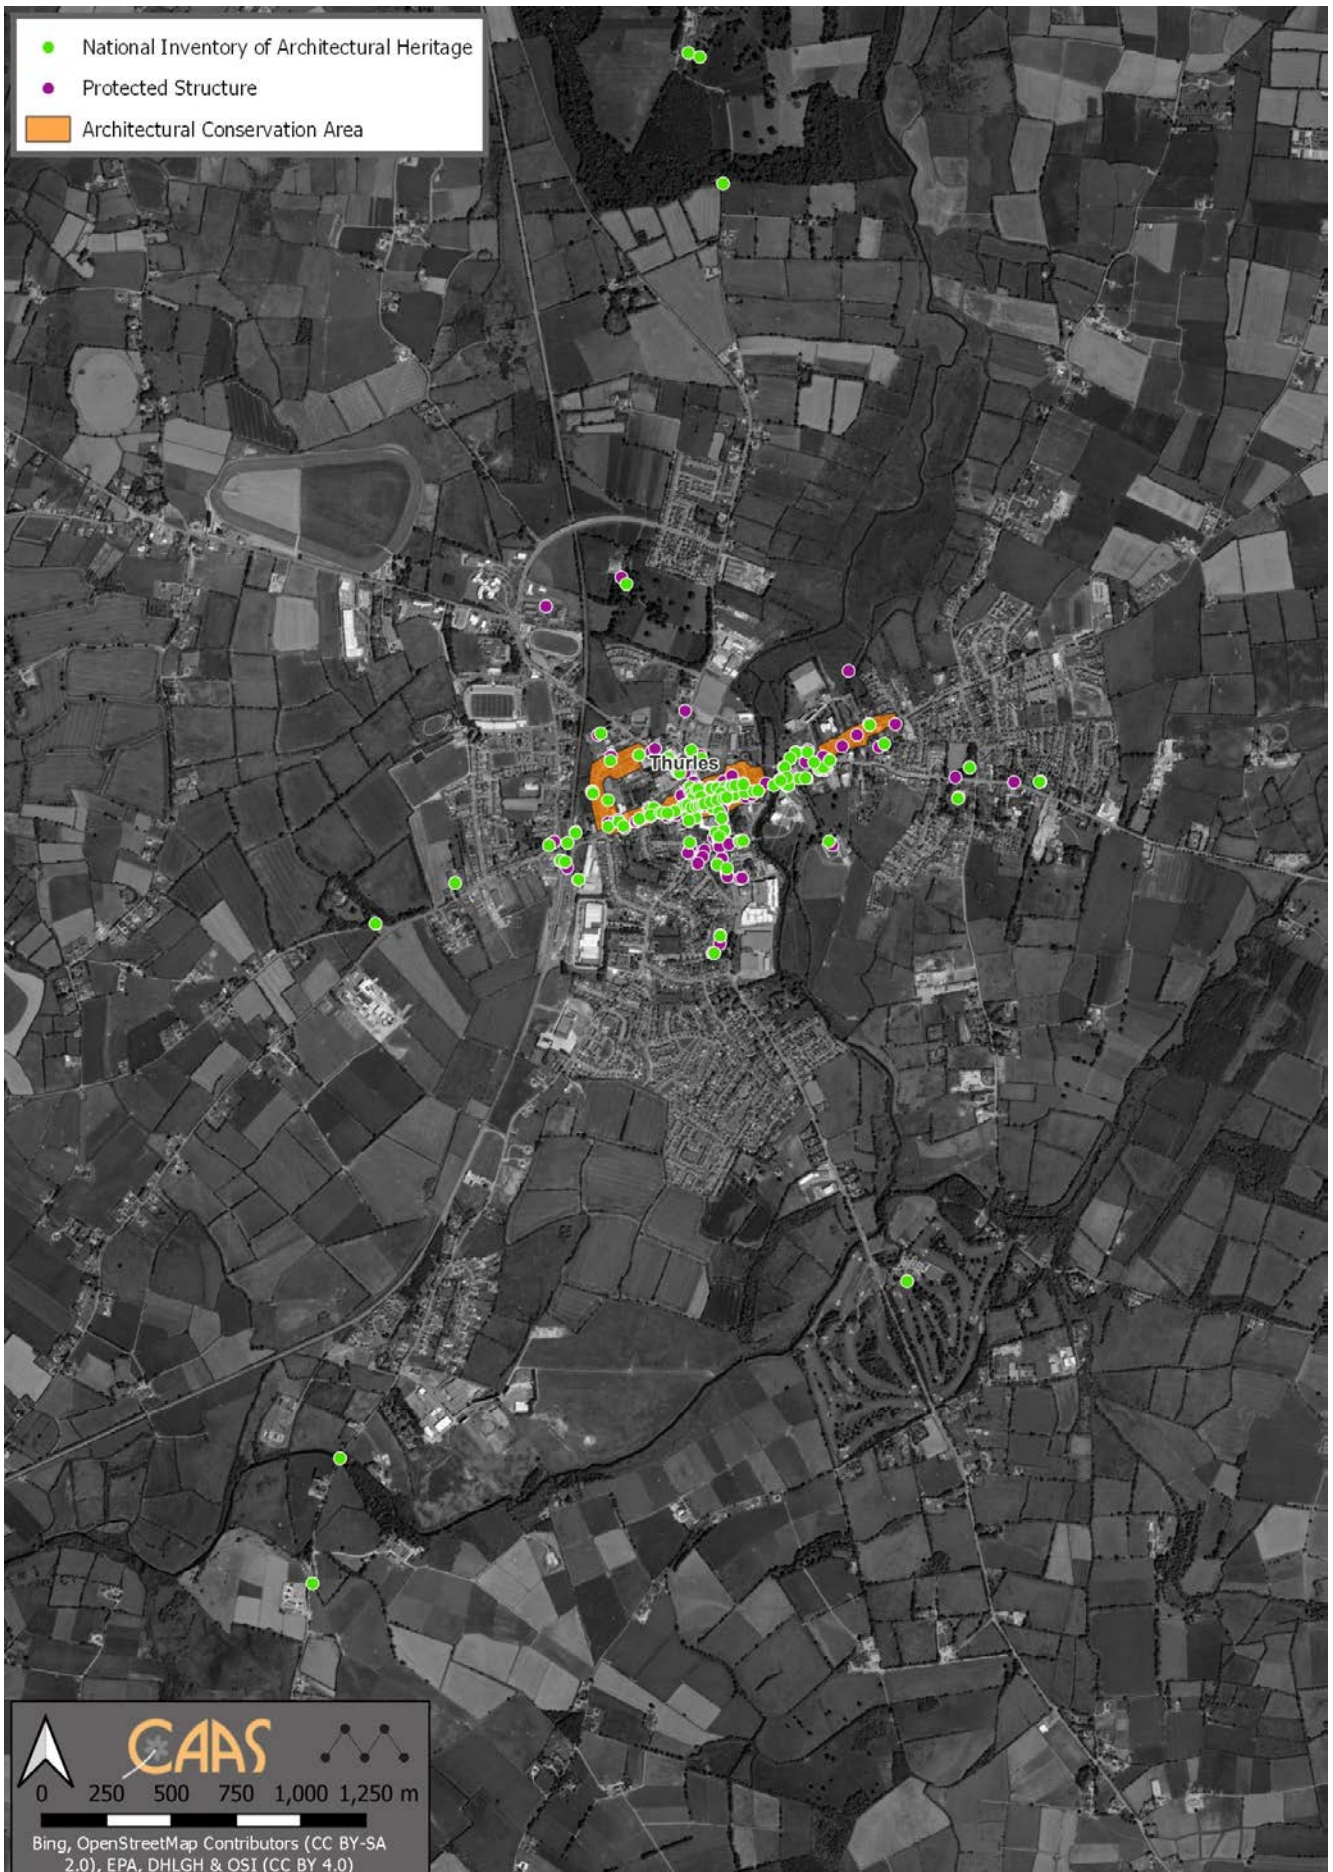 National Inventory of Architectural Heritage
Protected Structure
Architectural Conservation Area
Thurles
CAAS
0 250 500 750 1,000 1,250 m
Bing, OpenStreetMap Contributors (CC BY-SA
2.0), EPA, DHLGH & OSI (CC BY 4.0)